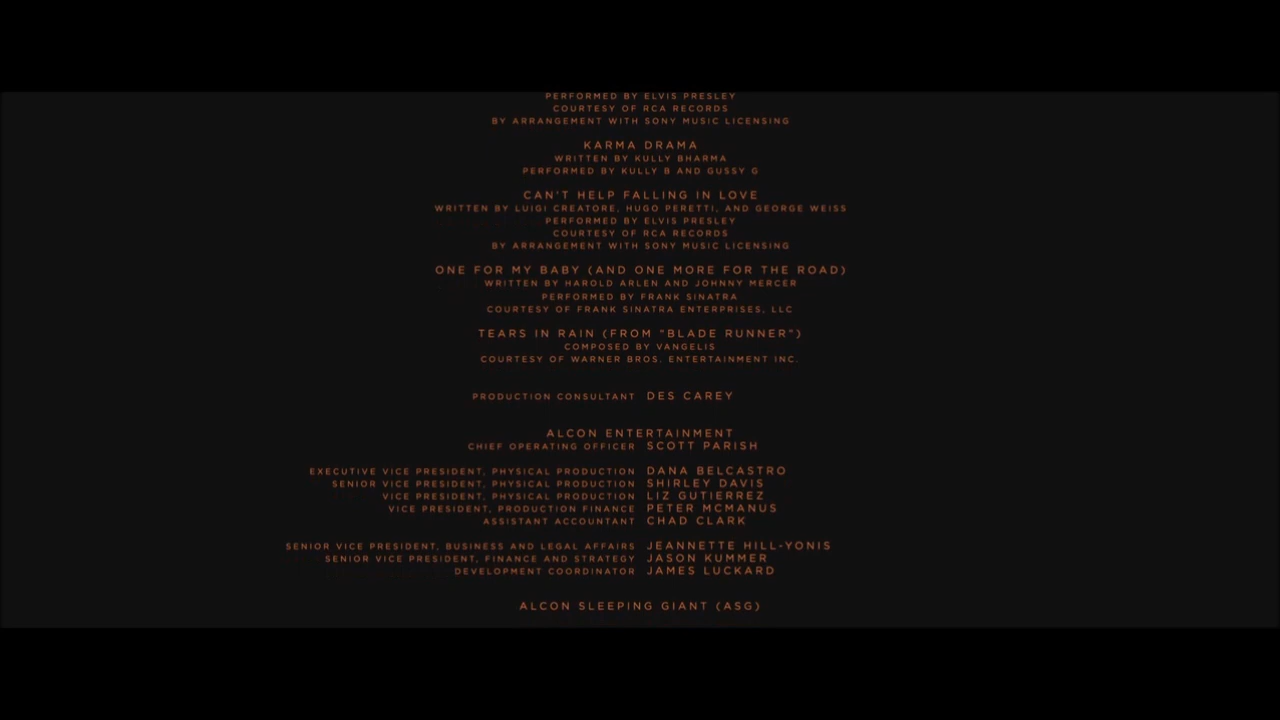 PERFORMED BY ELVIS PRESLEY
COURTESY OF RCA RECORDS
BY ARRANGEMENT WITH SONY MUSIC LICENSING
KARMA DRAMA
WRITTEN BY KULLY BHARMA
PERFORMED BY KULLY B AND GUSSY G
CAN'T HELP FALLING IN LOVE
WRITTEN BY LUIGI CREATORE, HUGO PERETTI, AND GEORGE WEISS
PERFORMED BY ELVIS PRESLEY
COURTESY OF RCA RECORDS
BY ARRANGEMENT WITH SONY MUSIC LICENSING
ONE FOR MY BABY (AND ONE MORE FOR THE ROAD)
WRITTEN BY HAROLD ARLEN AND JOHNNY MERCER
PERFORMED BY FRANK SINATRA
COURTESY OF FRANK SINATRA ENTERPRISES, LLC
TEARS IN RAIN (FROM "BLADE RUNNER")
COMPOSED BY VANGELIS
COURTESY OF WARNER BROS. ENTERTAINMENT INC.
PRODUCTION CONSULTANT DES CAREY
ALCON ENTERTAINMENT
CHIEF OPERATING OFFICER SCOTT PARISH
EXECUTIVE VICE PRESIDENT, PHYSICAL PRODUCTION DANA BELCASTRO
SENIOR VICE PRESIDENT, PHYSICAL PRODUCTION SHIRLEY DAVIS
VICE PRESIDENT, PHYSICAL PRODUCTION LIZ GUTIERREZ
VICE PRESIDENT, PRODUCTION FINANCE PETER MCMANUS
ASSISTANT ACCOUNTANT CHAD CLARK
SENIOR VICE PRESIDENT, BUSINESS AND LEGAL AFFAIRS JEANNETTE HILL-YONIS
SENIOR VICE PRESIDENT, FINANCE AND STRATEGY JASON KUMMER
DEVELOPMENT COORDINATOR JAMES LUCKARD
ALCON SLEEPING GIANT (ASG)